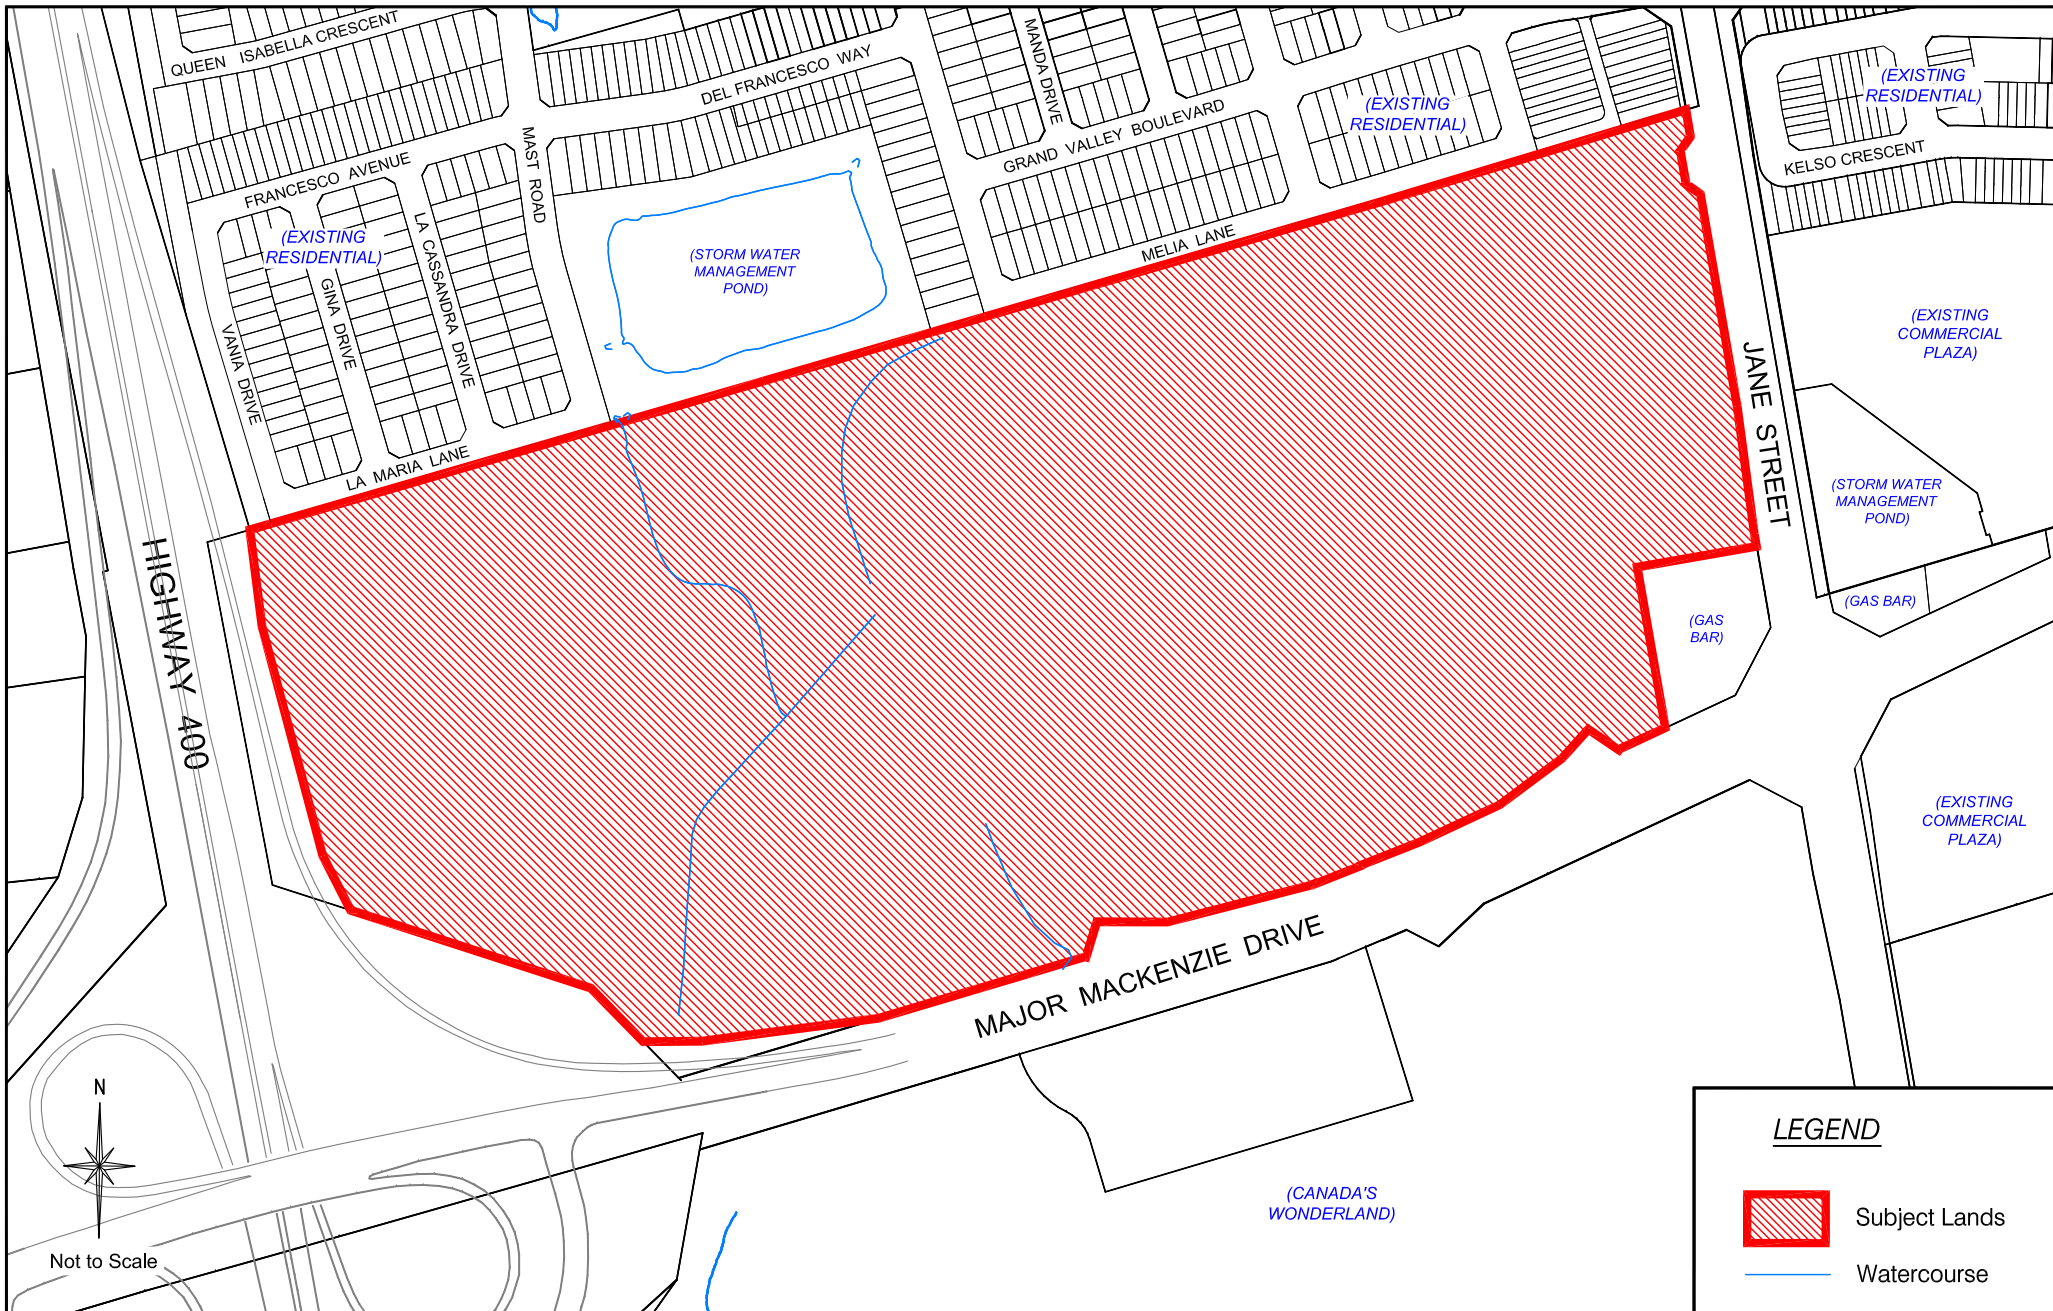 QUEEN ISABELLA CRESCENT
DEL FRANCESCO WAY
MANDA DRIVE
GRAND VALLEY BOULEVARD
(EXISTING
RESIDENTIAL)
(EXISTING
RESIDENTIAL)
KELSO CRESCENT
FRANCESCO AVENUE
MAST ROAD
(EXISTING
RESIDENTIAL)
LA CASSANDRA DRIVE
GINA DRIVE
VANIA DRIVE
(STORM WATER
MANAGEMENT
POND)
MELIA LANE
LA MARIA LANE
(EXISTING
COMMERCIAL
PLAZA)
JANE STREET
(STORM WATER
MANAGEMENT
POND)
HIGHWAY 400
(GAS
BAR)
(GAS BAR)
(EXISTING
COMMERCIAL
PLAZA)
MAJOR MACKENZIE DRIVE
(CANADA'S
WONDERLAND)
N
Not to Scale
LEGEND
Subject Lands
Watercourse